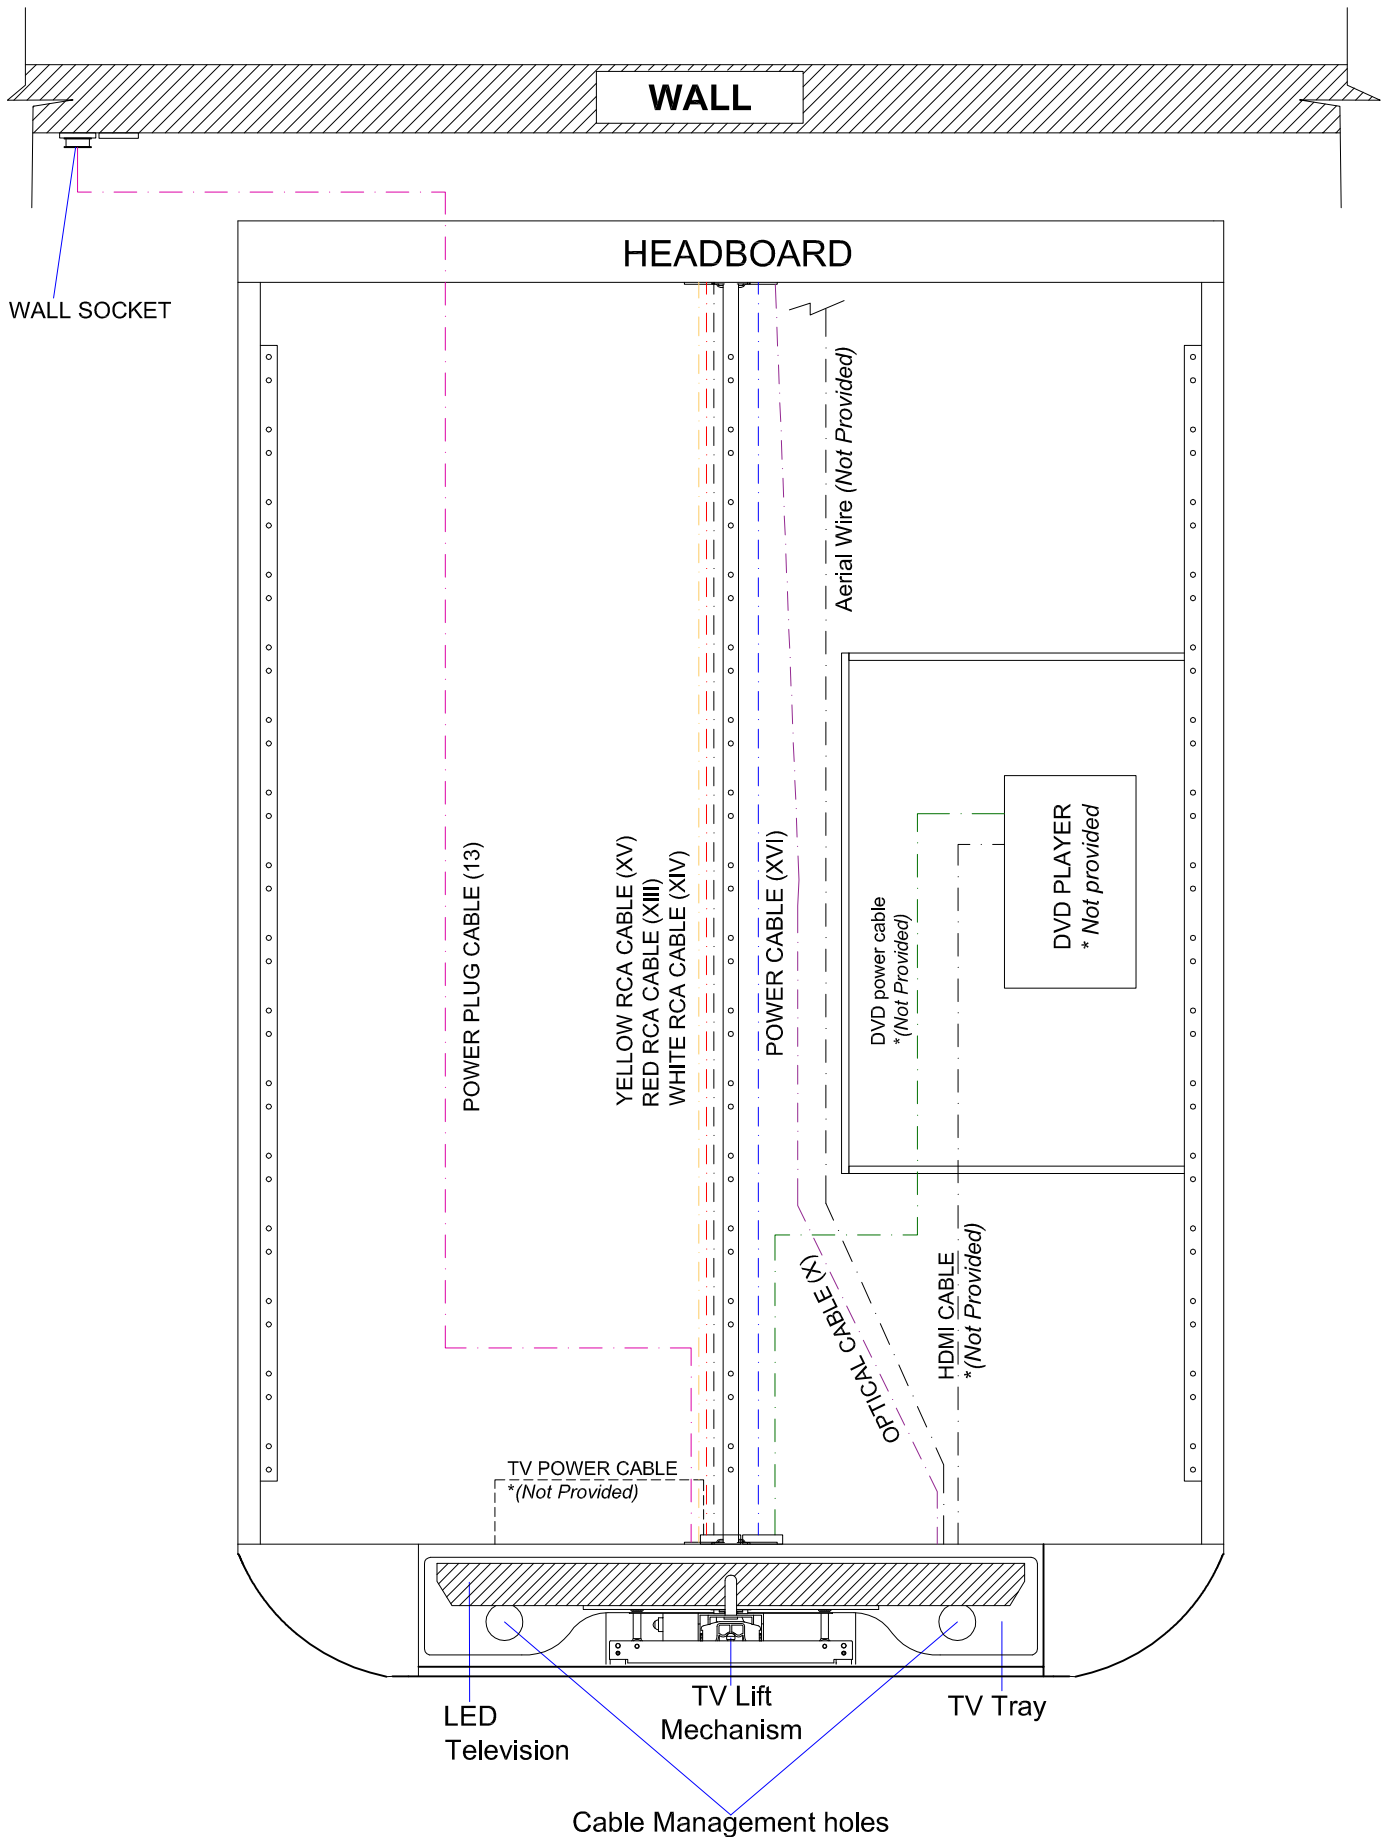 WALL
HEADBOARD
WALL SOCKET
Aerial Wire (Not Provided)
POWER PLUG CABLE (13)
YELLOW RCA CABLE (XV)
RED RCA CABLE (XIII)
WHITE RCA CABLE (XIV)
POWER CABLE (XVI)
DVD power cable
*(Not Provided)
DVD PLAYER
* Not provided
OPTICAL CABLE (X)
HDMI CABLE
*(Not Provided)
TV POWER CABLE
*(Not Provided)
LED
Television
TV Lift
Mechanism
TV Tray
Cable Management holes